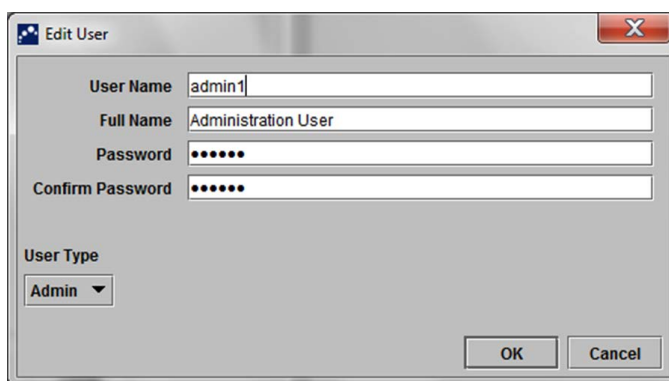 Edit User
User Name admin1
Full Name Administration User
Password ••••••
Confirm Password ••••••
User Type
Admin
OK Cancel